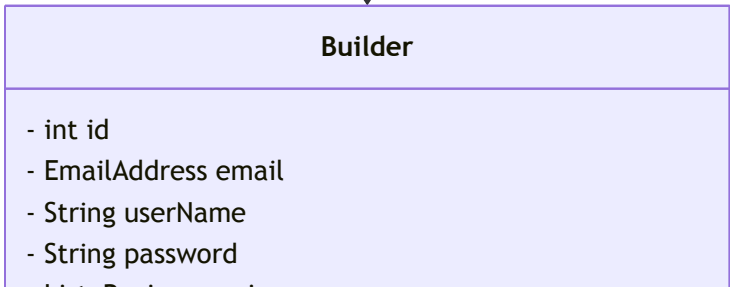 Builder
- int id
- EmailAddress email
- String userName
- String password